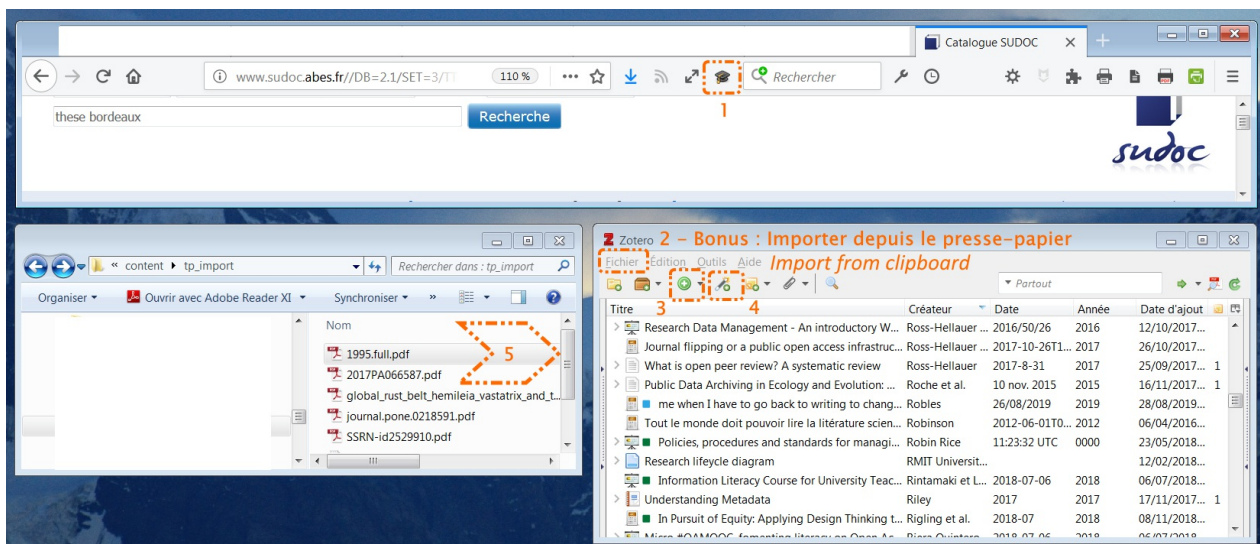 Catalogue SUDOC
www.sudoc.abes.fr//DB=2.1/SET=3/T
110 %
Rechercher
1
these bordeaux
Recherche
sudoc
« content tp_import
Rechercher dans : tp_import
Organiser
Ouvrir avec Adobe Reader XI
Synchroniser
»
Nom
1995.full.pdf
2017PA066587.pdf
global_rust_belt_hemileia_vastatrix_and_t...
journal.pone.0218591.pdf
SSRN-id2529910.pdf
5
Zotero
2 – Bonus : Importer depuis le presse-papier
Fichier Édition Outils Aide
Import from clipboard
Partout
3
4
Titre Créateur Date Année Date d'ajout
Research Data Management - An introductory W... Ross-Hellauer ... 2016/50/26 2016 12/10/2017...
Journal flipping or a public open access infrastruc... Ross-Hellauer ... 2017-10-26T1... 2017 26/10/2017...
What is open peer review? A systematic review Ross-Hellauer 2017-8-31 2017 25/09/2017... 1
Public Data Archiving in Ecology and Evolution: ... Roche et al. 10 nov. 2015 2015 16/11/2017... 1
me when I have to go back to writing to chang... Robles 26/08/2019 2019 28/08/2019...
Tout le monde doit pouvoir lire la litérature scien... Robinson 2012-06-01T0... 2012 06/04/2016...
Policies, procedures and standards for managi... Robin Rice 11:23:32 UTC 0000 23/05/2018...
Research lifeycle diagram RMIT Universit... 12/02/2018...
Information Literacy Course for University Teac... Rintamaki et L... 2018-07-06 2018 06/07/2018...
Understanding Metadata Riley 2017 2017 17/11/2017... 1
In Pursuit of Equity: Applying Design Thinking t... Rigling et al. 2018-07 2018 08/11/2018...